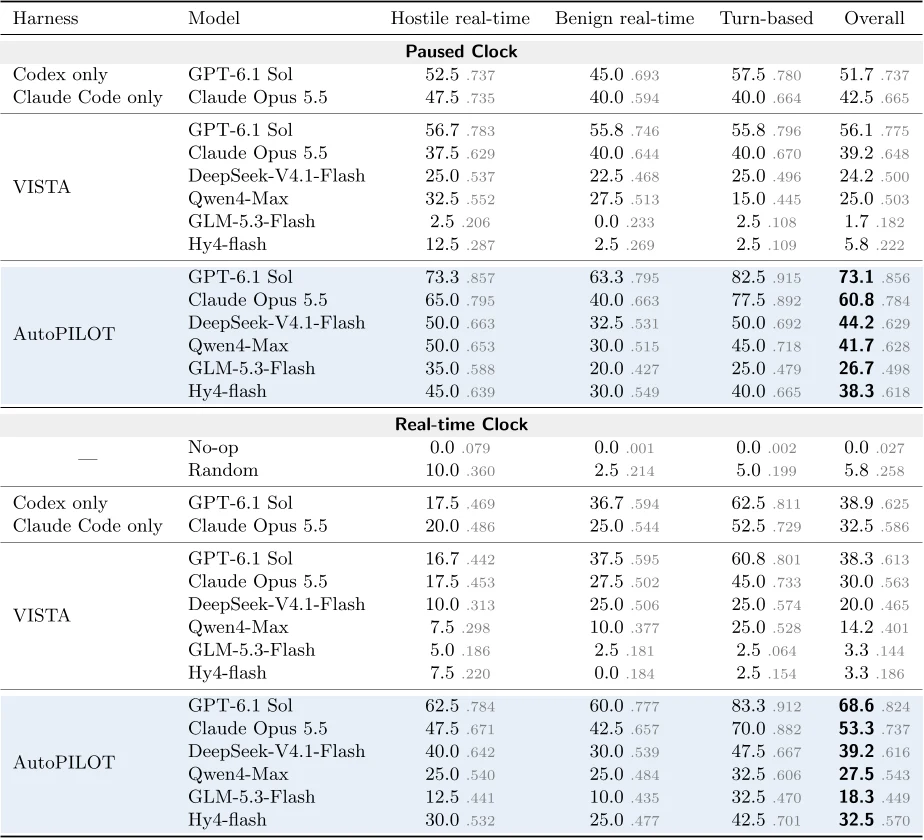 Harness Model Hostile real-time Benign real-time Turn-based Overall
Paused Clock
Codex only GPT-6.1 Sol 52.5 .737 45.0 .693 57.5 .780 51.7 .737
Claude Code only Claude Opus 5.5 47.5 .735 40.0 .594 40.0 .664 42.5 .665
GPT-6.1 Sol 56.7 .783 55.8 .746 55.8 .796 56.1 .775
Claude Opus 5.5 37.5 .629 40.0 .644 40.0 .670 39.2 .648
DeepSeek-V4.1-Flash 25.0 .537 22.5 .468 25.0 .496 24.2 .500
VISTA
Qwen4-Max 32.5 .552 27.5 .513 15.0 .445 25.0 .503
GLM-5.3-Flash 2.5 .206 0.0 .233 2.5 .108 1.7 .182
Hy4-flash 12.5 .287 2.5 .269 2.5 .109 5.8 .222
GPT-6.1 Sol 73.3 .857 63.3 .795 82.5 .915 73.1 .856
Claude Opus 5.5 65.0 .795 40.0 .663 77.5 .892 60.8 .784
DeepSeek-V4.1-Flash 50.0 .663 32.5 .531 50.0 .692 44.2 .629
AutoPILOT
Qwen4-Max 50.0 .653 30.0 .515 45.0 .718 41.7 .628
GLM-5.3-Flash 35.0 .588 20.0 .427 25.0 .479 26.7 .498
Hy4-flash 45.0 .639 30.0 .549 40.0 .665 38.3 .618
Real-time Clock
No-op 0.0 .079 0.0 .001 0.0 .002 0.0 .027
—
Random 10.0 .360 2.5 .214 5.0 .199 5.8 .258
Codex only GPT-6.1 Sol 17.5 .469 36.7 .594 62.5 .811 38.9 .625
Claude Code only Claude Opus 5.5 20.0 .486 25.0 .544 52.5 .729 32.5 .586
GPT-6.1 Sol 16.7 .442 37.5 .595 60.8 .801 38.3 .613
Claude Opus 5.5 17.5 .453 27.5 .502 45.0 .733 30.0 .563
DeepSeek-V4.1-Flash 10.0 .313 25.0 .506 25.0 .574 20.0 .465
VISTA
Qwen4-Max 7.5 .298 10.0 .377 25.0 .528 14.2 .401
GLM-5.3-Flash 5.0 .186 2.5 .181 2.5 .064 3.3 .144
Hy4-flash 7.5 .220 0.0 .184 2.5 .154 3.3 .186
GPT-6.1 Sol 62.5 .784 60.0 .777 83.3 .912 68.6 .824
Claude Opus 5.5 47.5 .671 42.5 .657 70.0 .882 53.3 .737
DeepSeek-V4.1-Flash 40.0 .642 30.0 .539 47.5 .667 39.2 .616
AutoPILOT
Qwen4-Max 25.0 .540 25.0 .484 32.5 .606 27.5 .543
GLM-5.3-Flash 12.5 .441 10.0 .435 32.5 .470 18.3 .449
Hy4-flash 30.0 .532 25.0 .477 42.5 .701 32.5 .570